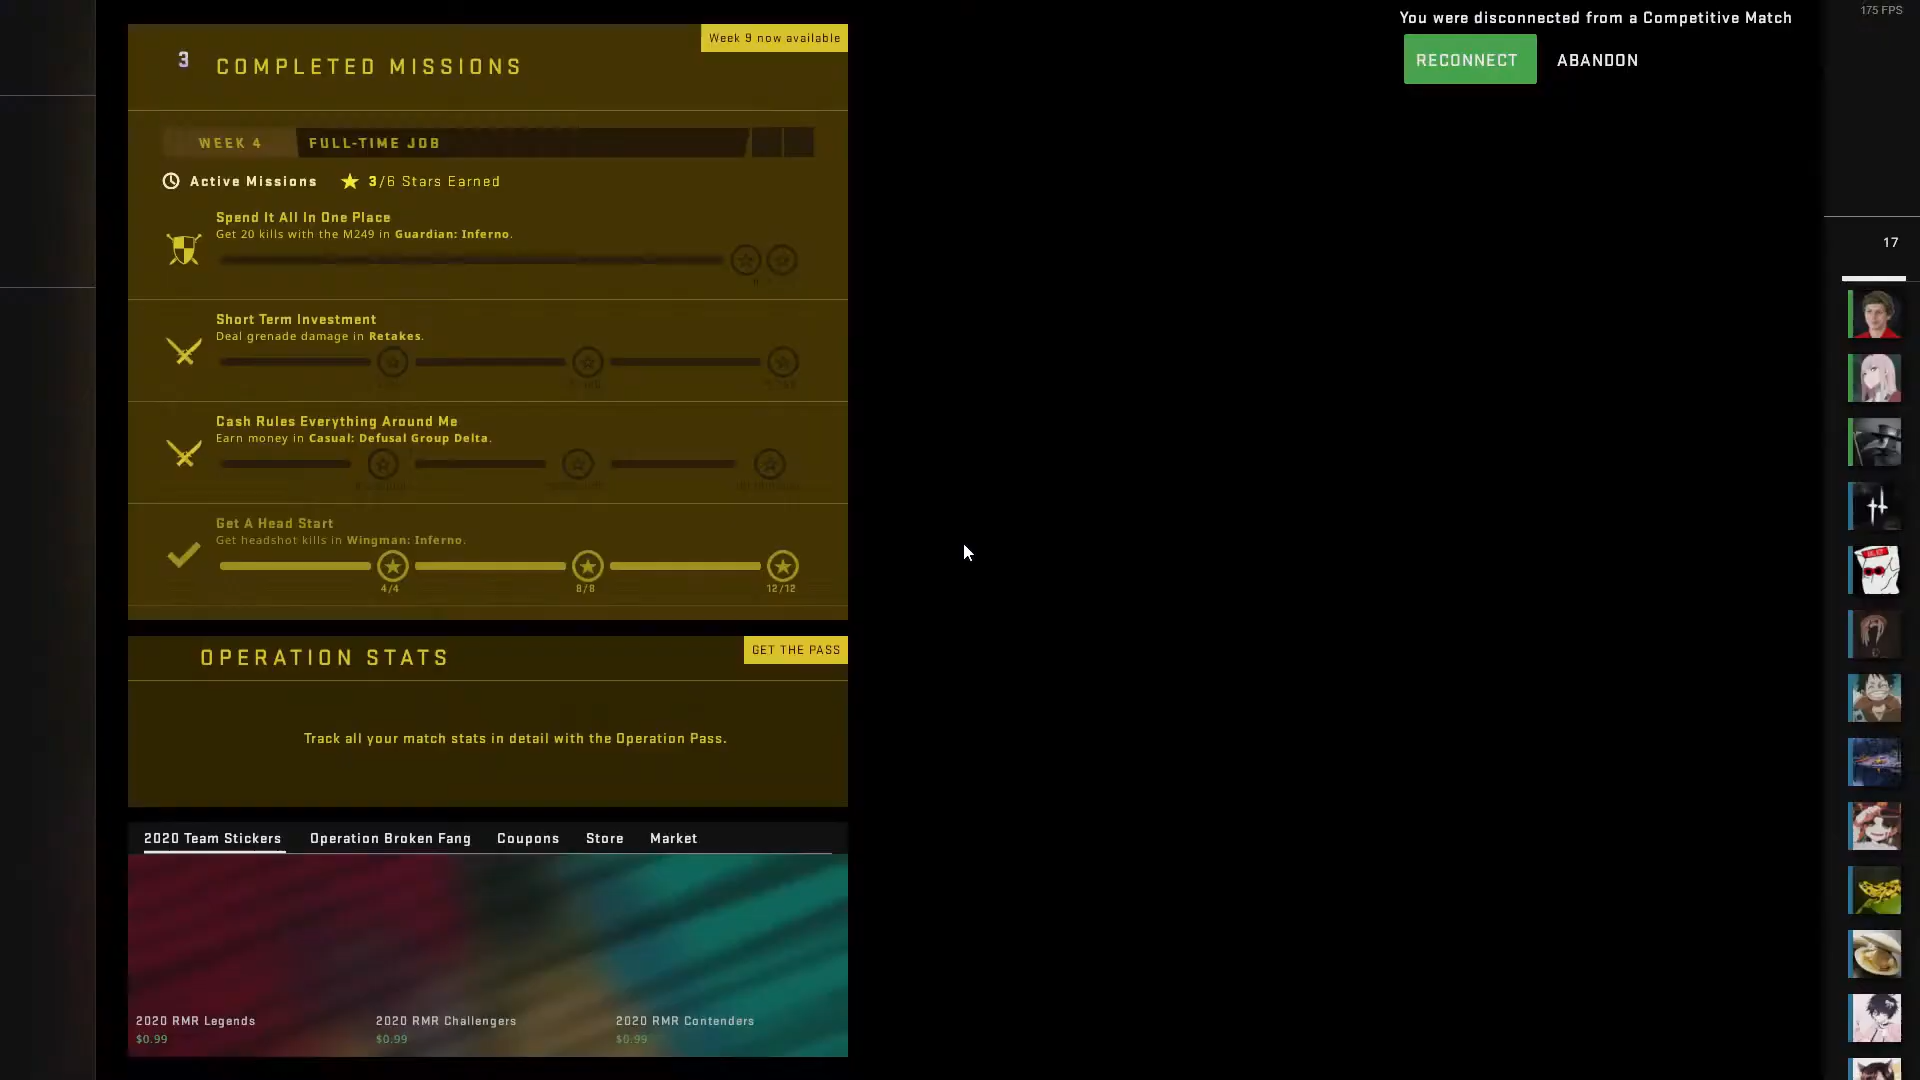 175 FPS
You were disconnected from a Competitive Match
RECONNECT
ABANDON
Week 9 now available
3
COMPLETED MISSIONS
WEEK 4
FULL-TIME JOB
Active Missions
3/6 Stars Earned
Spend It All In One Place
Get 20 kills with the M249 in Guardian: Inferno.
Short Term Investment
Deal grenade damage in Retakes.
Cash Rules Everything Around Me
Earn money in Casual: Defusal Group Delta.
Get A Head Start
Get headshot kills in Wingman: Inferno.
4/4
8/8
12/12
OPERATION STATS
GET THE PASS
Track all your match stats in detail with the Operation Pass.
2020 Team Stickers
Operation Broken Fang
Coupons
Store
Market
2020 RMR Legends
$0.99
2020 RMR Challengers
$0.99
2020 RMR Contenders
$0.99
17